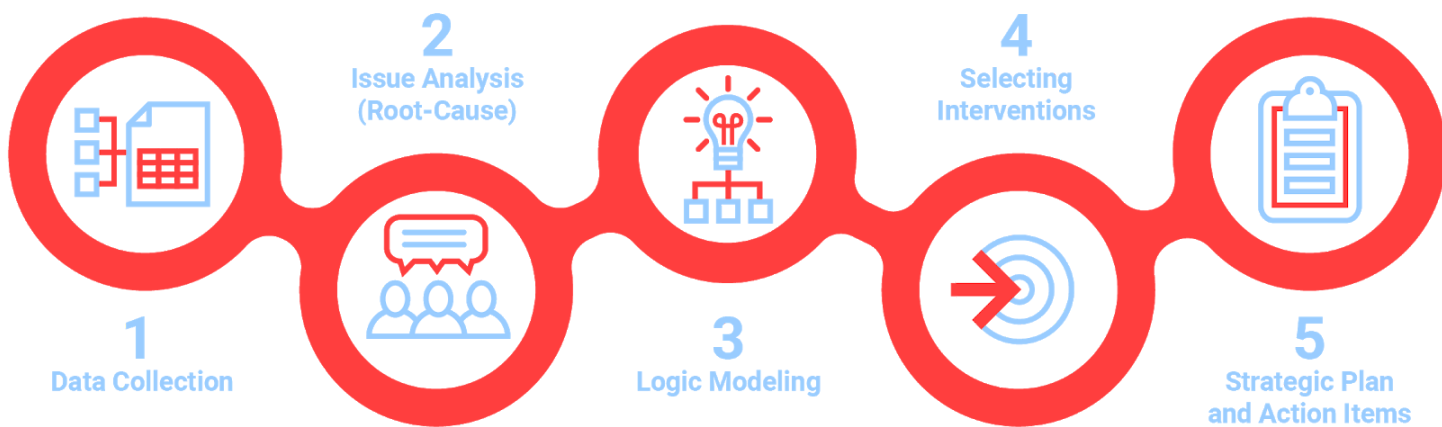 1
Data Collection
2
Issue Analysis
(Root-Cause)
3
Logic Modeling
4
Selecting
Interventions
5
Strategic Plan
and Action Items